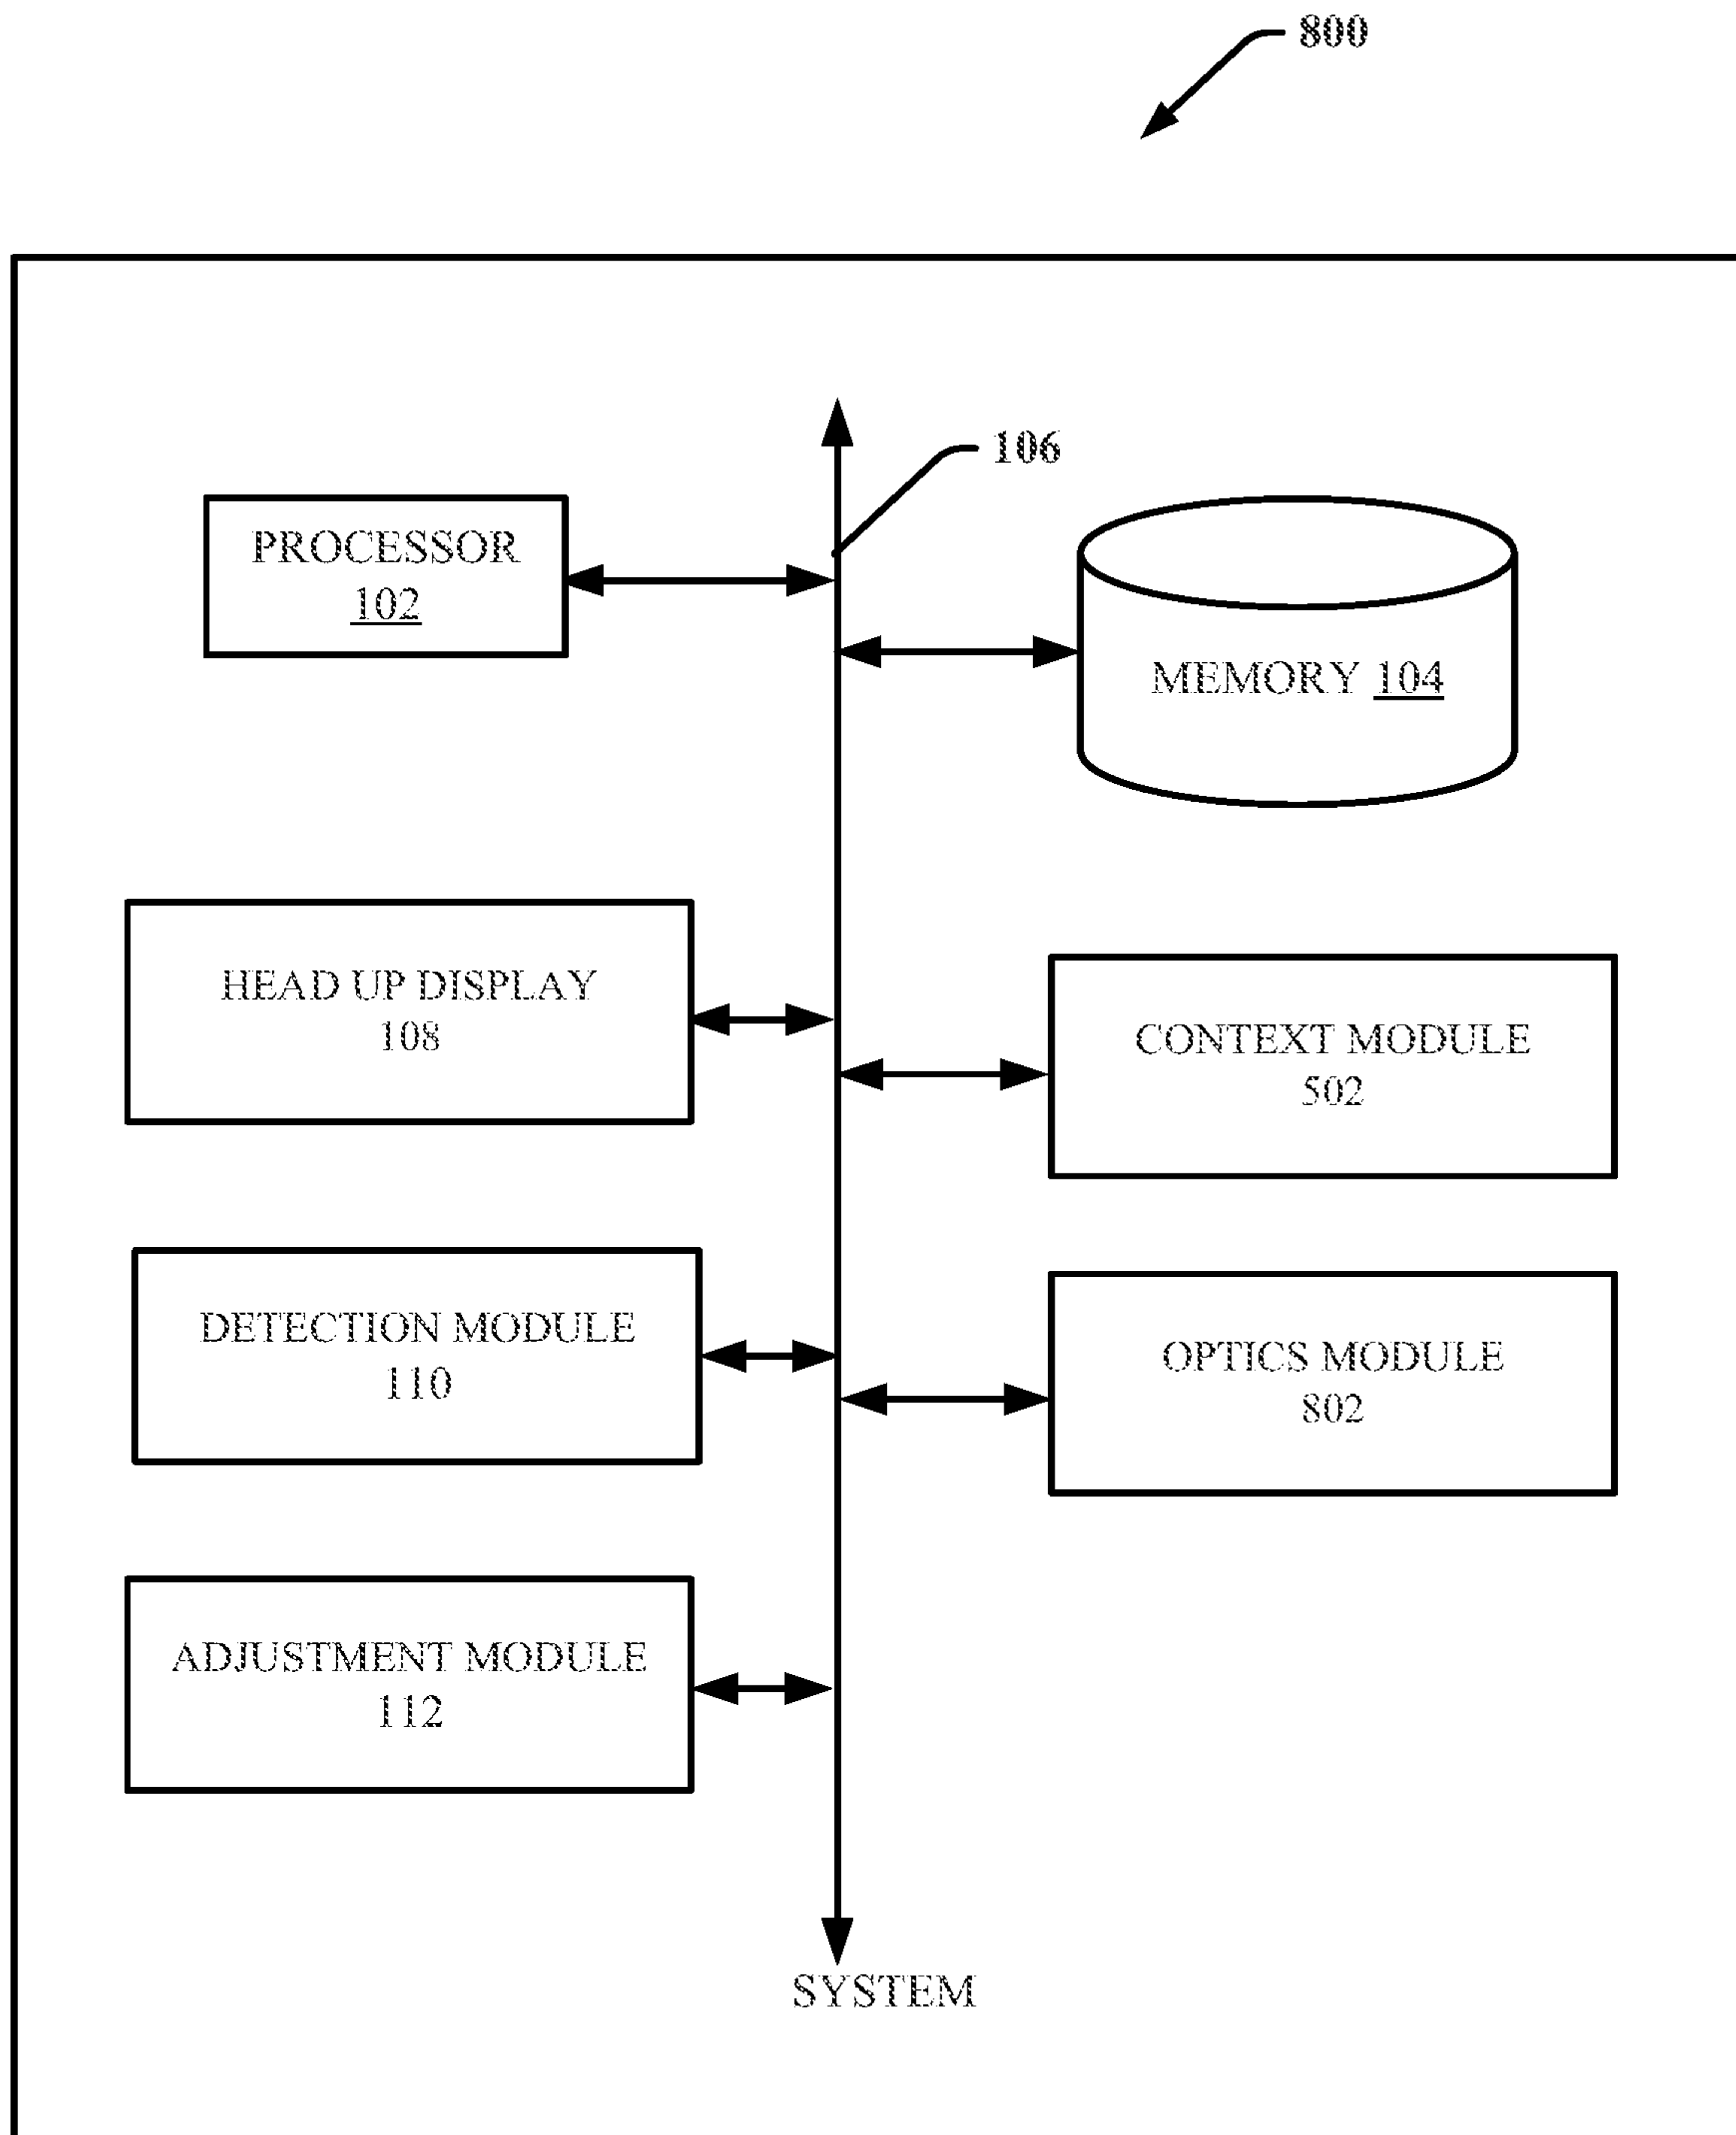 800
106
PROCESSOR
102
MEMORY 104
HEAD UP DISPLAY
108
CONTEXT MODULE
502
DETECTION MODULE
110
OPTICS MODULE
802
ADJUSTMENT MODULE
112
SYSTEM